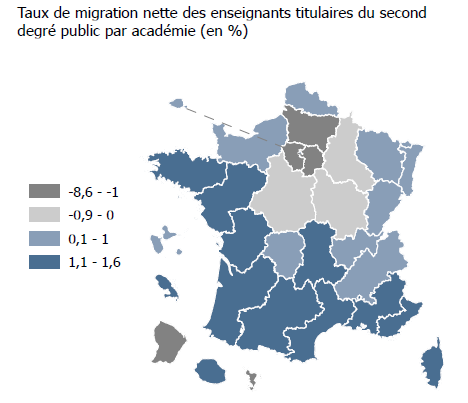 Taux de migration nette des enseignants titulaires du second
degré public par académie (en %)
-8,6 - -1
-0,9 - 0
0,1 - 1
1,1 - 1,6